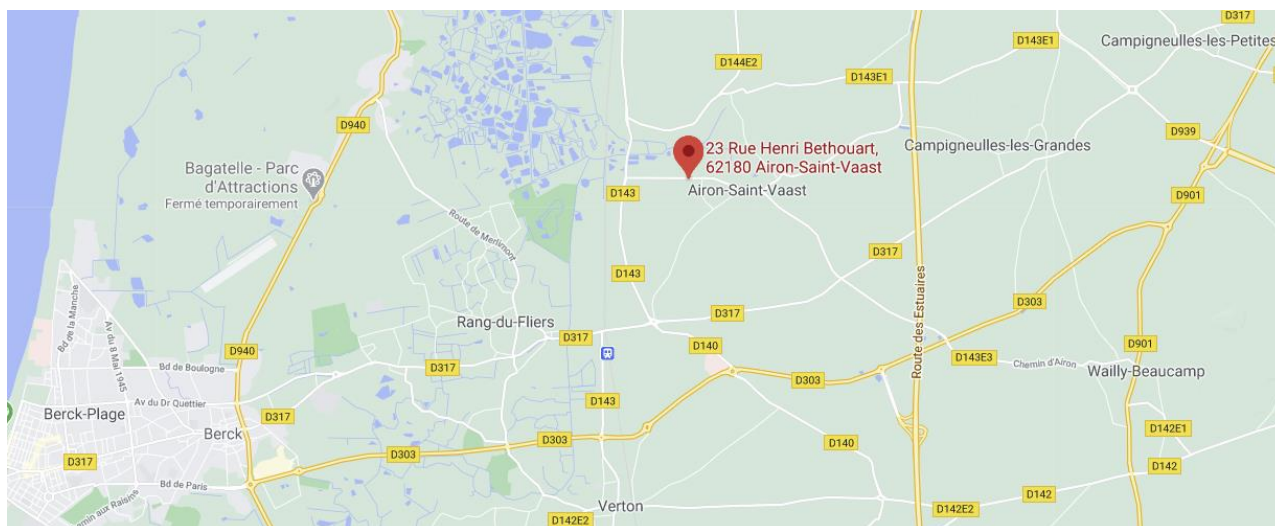 D317
D143E1
Campigneulles-les-Petites
D144E2
D143E1
D940
D939
23 Rue Henri Bethouart,
62180 Airon-Saint-Vaast
Campigneulles-les-Grandes
Bagatelle - Parc
d'Attractions
Fermé temporairement
Airon-Saint-Vaast
D143
D901
Route de Merlimont
D317
D143
D303
Bd de la Manche
Av du 8 Mai 1945
Rang-du-Fliers
D317
D317
Route des Estuaires
D940
D140
D901
Bd de Boulogne
D317
D303
D143E3
Chemin d'Airon
Wailly-Beaucamp
Av du Dr Quettier
D143
Berck-Plage
D317
Berck
D303
D303
D140
D142E1
D317
D142
Bd de Paris
D142
Verton
D142E2
D142E2